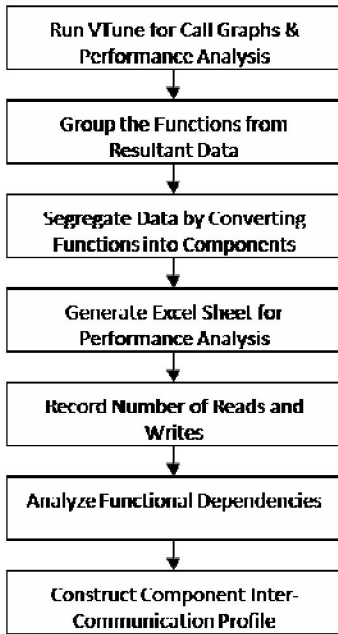 Run VTune for Call Graphs &
Performance Analysis
Group the Functions from
Resultant Data
Segregate Data by Converting
Functions into Components
Generate Excel Sheet for
Performance Analysis
Record Number of Reads and
Writes
Analyze Functional Dependencies
Construct Component Inter-
Communication Profile